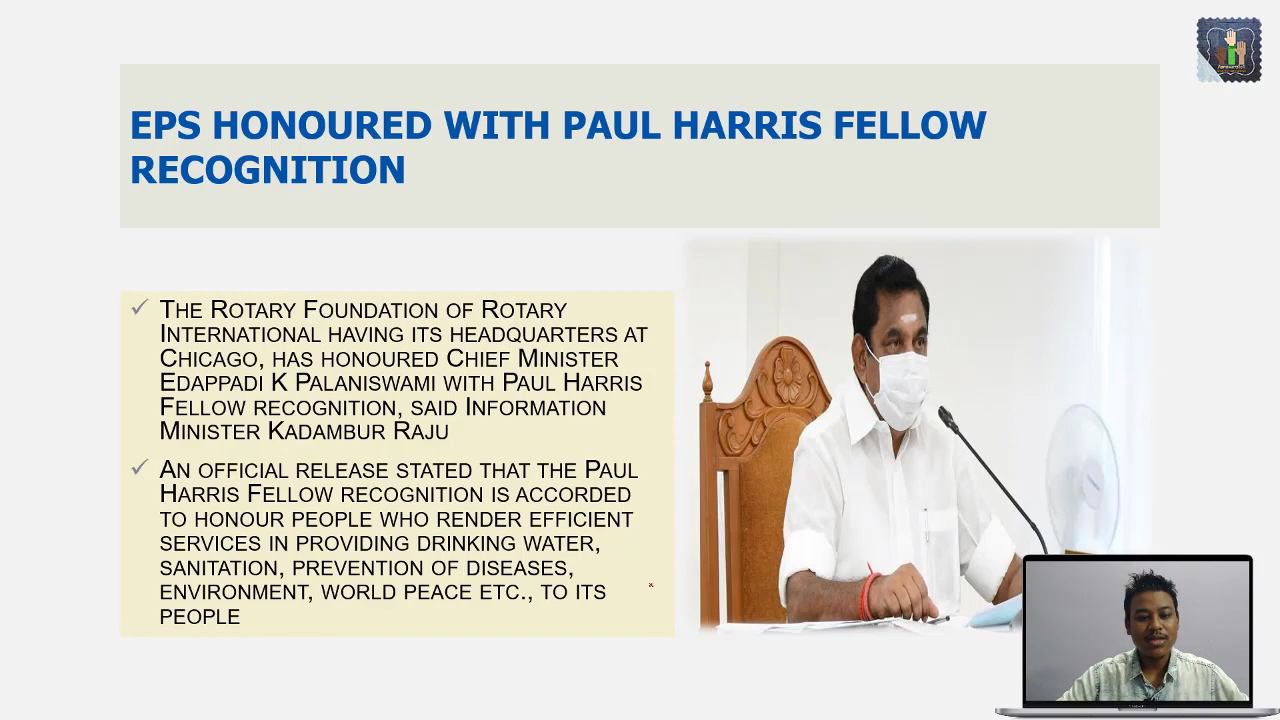 EPS HONOURED WITH PAUL HARRIS FELLOW
RECOGNITION
THE ROTARY FOUNDATION OF ROTARY
INTERNATIONAL HAVING ITS HEADQUARTERS AT
CHICAGO, HAS HONOURED CHIEF MINISTER
EDAPPADI K PALANISWAMI WITH PAUL HARRIS
FELLOW RECOGNITION, SAID INFORMATION
MINISTER KADAMBUR RAJU
AN OFFICIAL RELEASE STATED THAT THE PAUL
HARRIS FELLOW RECOGNITION IS ACCORDED
TO HONOUR PEOPLE WHO RENDER EFFICIENT
SERVICES IN PROVIDING DRINKING WATER,
SANITATION, PREVENTION OF DISEASES,
ENVIRONMENT, WORLD PEACE ETC., TO ITS
PEOPLE